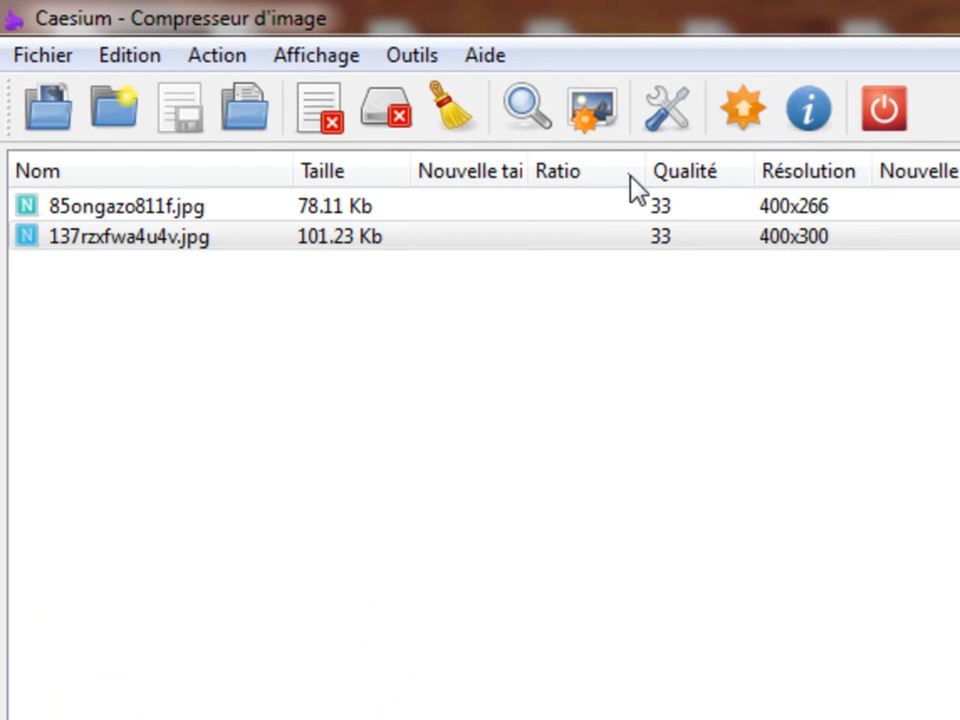 Caesium - Compresseur d'image
Fichier Edition Action Affichage Outils Aide
Nom Taille Nouvelle tai Ratio Qualité Résolution Nouvelle
N 85ongazo811f.jpg 78.11 Kb 33 400x266
N 137rzxfwa4u4v.jpg 101.23 Kb 33 400x300